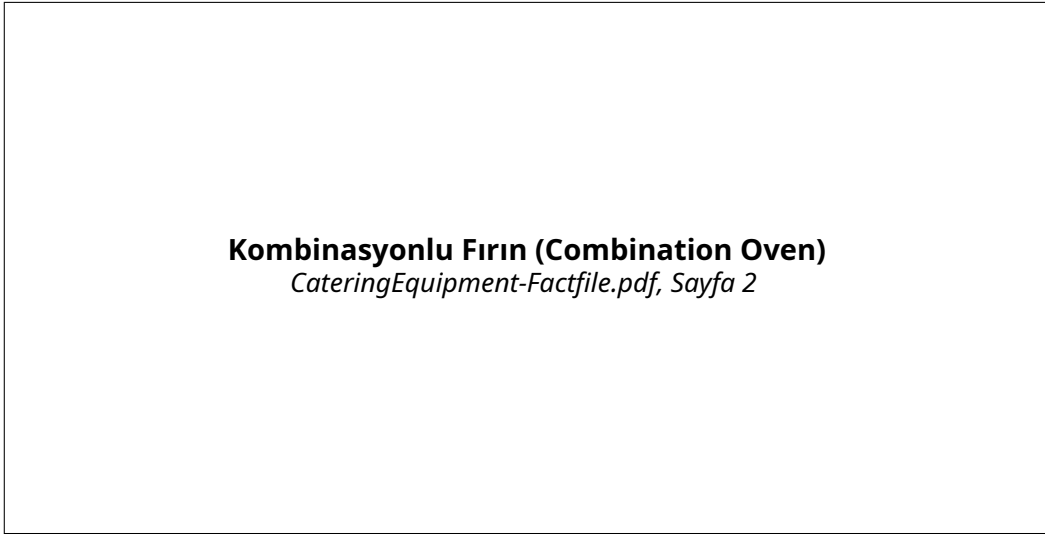 Kombinasyonlu Fırın (Combination Oven)
CateringEquipment-Factfile.pdf, Sayfa 2